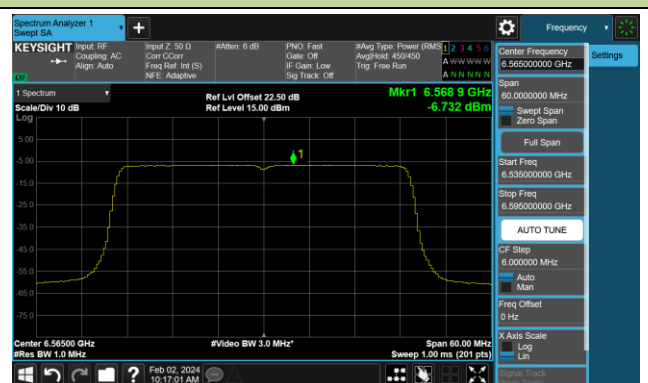 Spectrum Analyzer 1
Swept SA
Frequency
KEYSIGHT
Input: RF
Coupling: AC
Align: Auto
Input Z: 50 Ω
Corr CCorr
Freq Ref: Int (S)
NFE: Adaptive
#Atten: 6 dB
PNO: Fast
Gate: Off
IF Gain: Low
Sig Track: Off
#Avg Type: Power (RMS
Avg|Hold: 450/450
Trig: Free Run
1 2 3 4 5 6
A W W W W W
A N N N N N
LW
1 Spectrum
Scale/Div 10 dB
Log
Ref Lvl Offset 22.50 dB
Ref Level 15.00 dBm
Mkr1 6.568 9 GHz
-6.732 dBm
1
5.00
-5.00
-15.0
-25.0
-35.0
-45.0
-55.0
-65.0
-75.0
Center 6.56500 GHz
#Res BW 1.0 MHz
#Video BW 3.0 MHz*
Span 60.00 MHz
Sweep 1.00 ms (201 pts)
Feb 02, 2024
10:17:01 AM
Center Frequency
6.565000000 GHz
Settings
Span
60.0000000 MHz
Swept Span
Zero Span
Full Span
Start Freq
6.535000000 GHz
Stop Freq
6.595000000 GHz
AUTO TUNE
CF Step
6.000000 MHz
Auto
Man
Freq Offset
0 Hz
X Axis Scale
Log
Lin
Signal Track